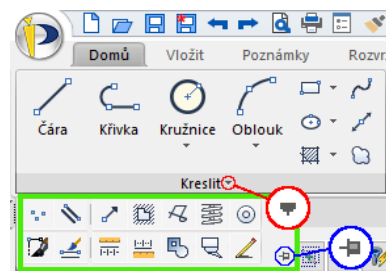 Domů Vložit Poznámky Rozvr
Čára Křivka Kružnice Oblouk
Kreslit